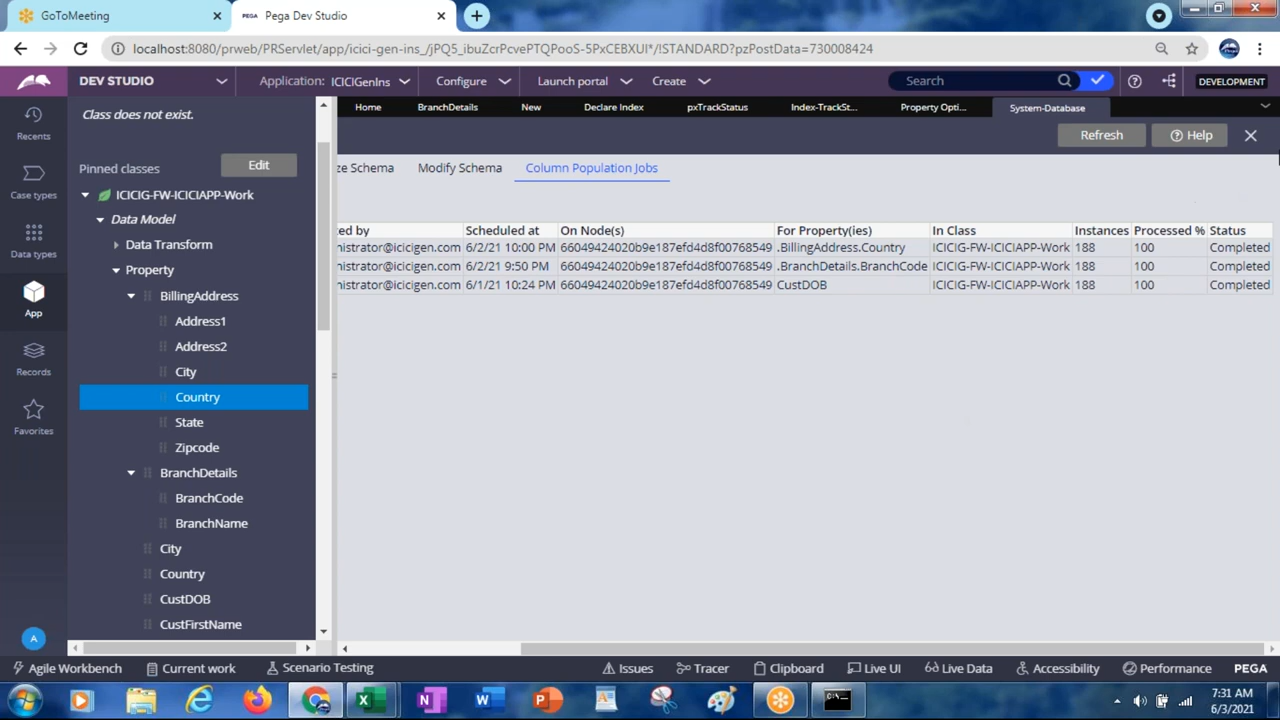 GoToMeeting
PEGA Pega Dev Studio
localhost:8080/prweb/PRServlet/app/icici-gen-ins_/jPQ5_ibuZcrPcvePTQPooS-5PxCEBXUI*/!STANDARD?pzPostData=730008424
DEV STUDIO
Application: ICICIGenIns
Configure
Launch portal
Create
Search
DEVELOPMENT
Recents
Case types
Data types
App
Records
Favorites
A
Class does not exist.
Pinned classes
Edit
ICICIG-FW-ICICIAPP-Work
Data Model
Data Transform
Property
BillingAddress
Address1
Address2
City
Country
State
Zipcode
BranchDetails
BranchCode
BranchName
City
Country
CustDOB
CustFirstName
Home BranchDetails New Declare Index pxTrackStatus Index-TrackSt... Property Opti... System-Database
Refresh Help
ze Schema Modify Schema Column Population Jobs
ted by Scheduled at On Node(s) For Property(ies) In Class Instances Processed % Status
nistrator@icicigen.com 6/2/21 10:00 PM 66049424020b9e187efd4d8f00768549 .BillingAddress.Country ICICIG-FW-ICICIAPP-Work 188 100 Completed
nistrator@icicigen.com 6/2/21 9:50 PM 66049424020b9e187efd4d8f00768549 .BranchDetails.BranchCode ICICIG-FW-ICICIAPP-Work 188 100 Completed
nistrator@icicigen.com 6/1/21 10:24 PM 66049424020b9e187efd4d8f00768549 CustDOB ICICIG-FW-ICICIAPP-Work 188 100 Completed
Agile Workbench Current work Scenario Testing Issues Tracer Clipboard Live UI Live Data Accessibility Performance PEGA
7:31 AM
6/3/2021